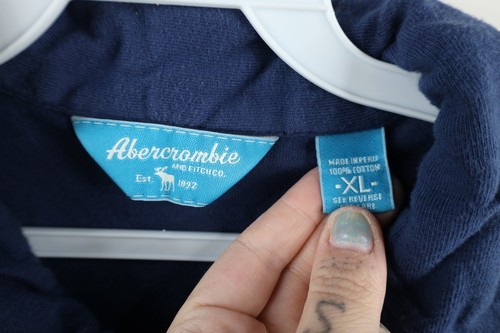 Abercrombie
AND FITCH CO.
Est. 1892
MADE IN PERU
100% COTTON
-XL-
SEE REVERSE